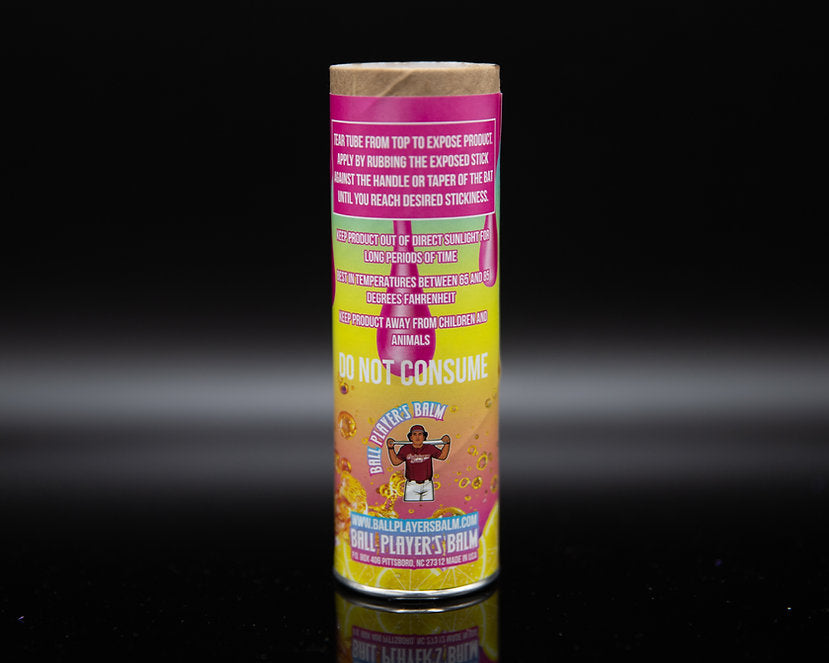 TEAR TUBE FROM TOP TO EXPOSE PRODUCT.
APPLY BY RUBBING THE EXPOSED STICK
AGAINST THE HANDLE OR TAPER OF THE BAT
UNTIL YOU REACH DESIRED STICKINESS.
KEEP PRODUCT OUT OF DIRECT SUNLIGHT FOR
LONG PERIODS OF TIME
BEST IN TEMPERATURES BETWEEN 65 AND 85
DEGREES FAHRENHEIT
KEEP PRODUCT AWAY FROM CHILDREN AND
ANIMALS
DO NOT CONSUME
BALL PLAYER'S BALM
WWW.BALLPLAYERSBALM.COM
BALL PLAYER'S BALM
P.O. BOX 406 PITTSBORO, NC 27312 MADE IN USA